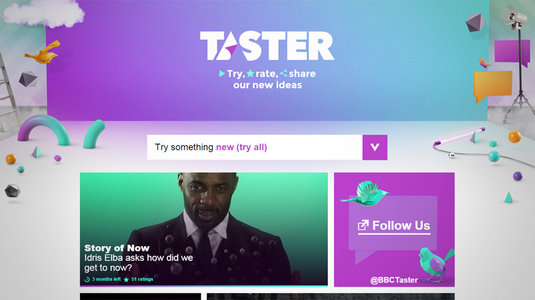 TASTER
Try, rate, share
our new ideas
Try something new (try all)
Story of Now
Idris Elba asks how did we
get to now?
3 months left 51 ratings
Follow Us
@BBCTaster